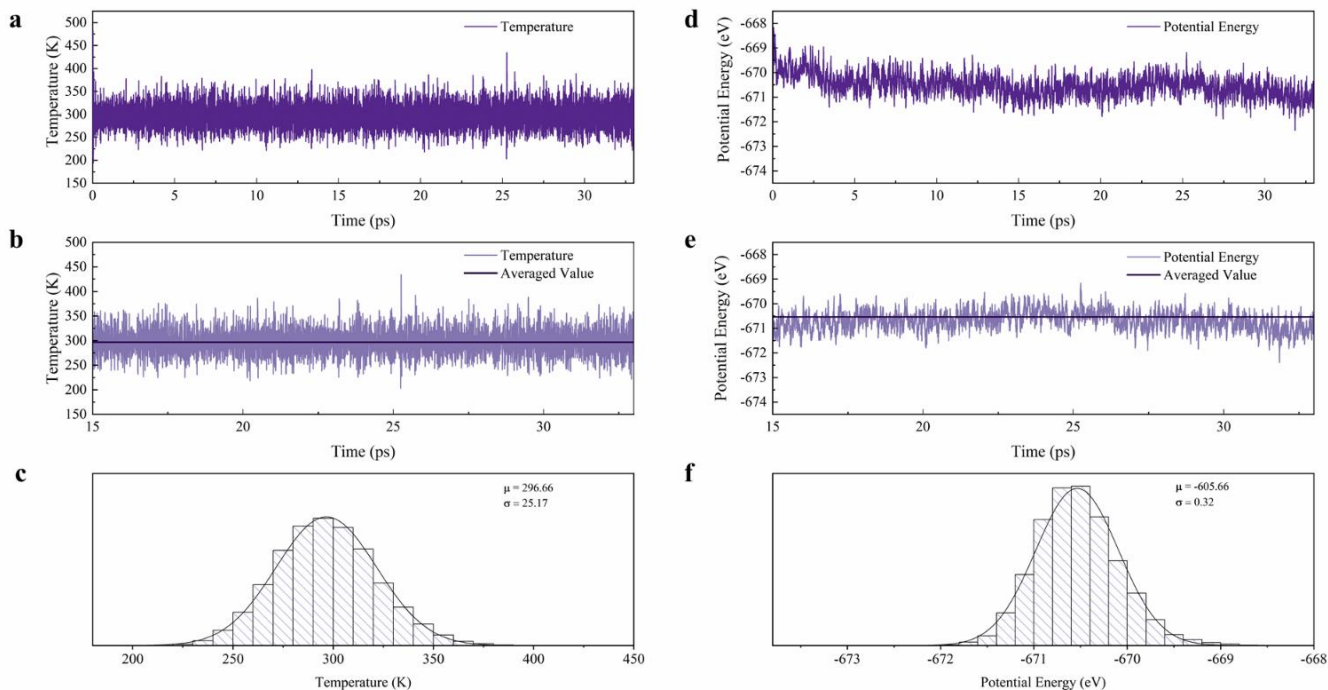 a
Temperature
Temperature (K)
500
450
400
350
300
250
200
150
0 5 10 15 20 25 30
Time (ps)
b
Temperature
Averaged Value
Temperature (K)
500
450
400
350
300
250
200
150
15 20 25 30
Time (ps)
c
μ = 296.66
σ = 25.17
200 250 300 350 400 450
Temperature (K)
d
Potential Energy
Potential Energy (eV)
-668
-669
-670
-671
-672
-673
-674
0 5 10 15 20 25 30
Time (ps)
e
Potential Energy
Averaged Value
Potential Energy (eV)
-668
-669
-670
-671
-672
-673
-674
15 20 25 30
Time (ps)
f
μ = -605.66
σ = 0.32
-673 -672 -671 -670 -669 -668
Potential Energy (eV)